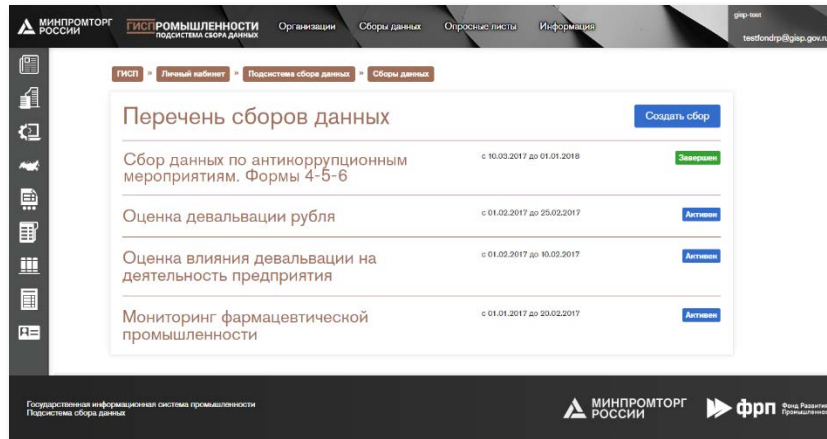 МИНПРОМТОРГ
РОССИИ
ГИСПРОМЫШЛЕННОСТИ
ПОДСИСТЕМА СБОРА ДАННЫХ
Организации Сборы данных Опросные листы Информация
gisp-test
testfondrp@gisp.gov.ru
ГИСП » Личный кабинет » Подсистема сбора данных » Сборы данных
Перечень сборов данных
Создать сбор
Сбор данных по антикоррупционным
мероприятиям. Формы 4-5-6
с 10.03.2017 до 01.01.2018
Завершен
Оценка девальвации рубля
с 01.02.2017 до 25.02.2017
Активен
Оценка влияния девальвации на
деятельность предприятия
с 01.02.2017 до 10.02.2017
Активен
Мониторинг фармацевтической
промышленности
с 01.01.2017 до 20.02.2017
Активен
Государственная информационная система промышленности
Подсистема сбора данных
МИНПРОМТОРГ
РОССИИ
фрп
Фонд